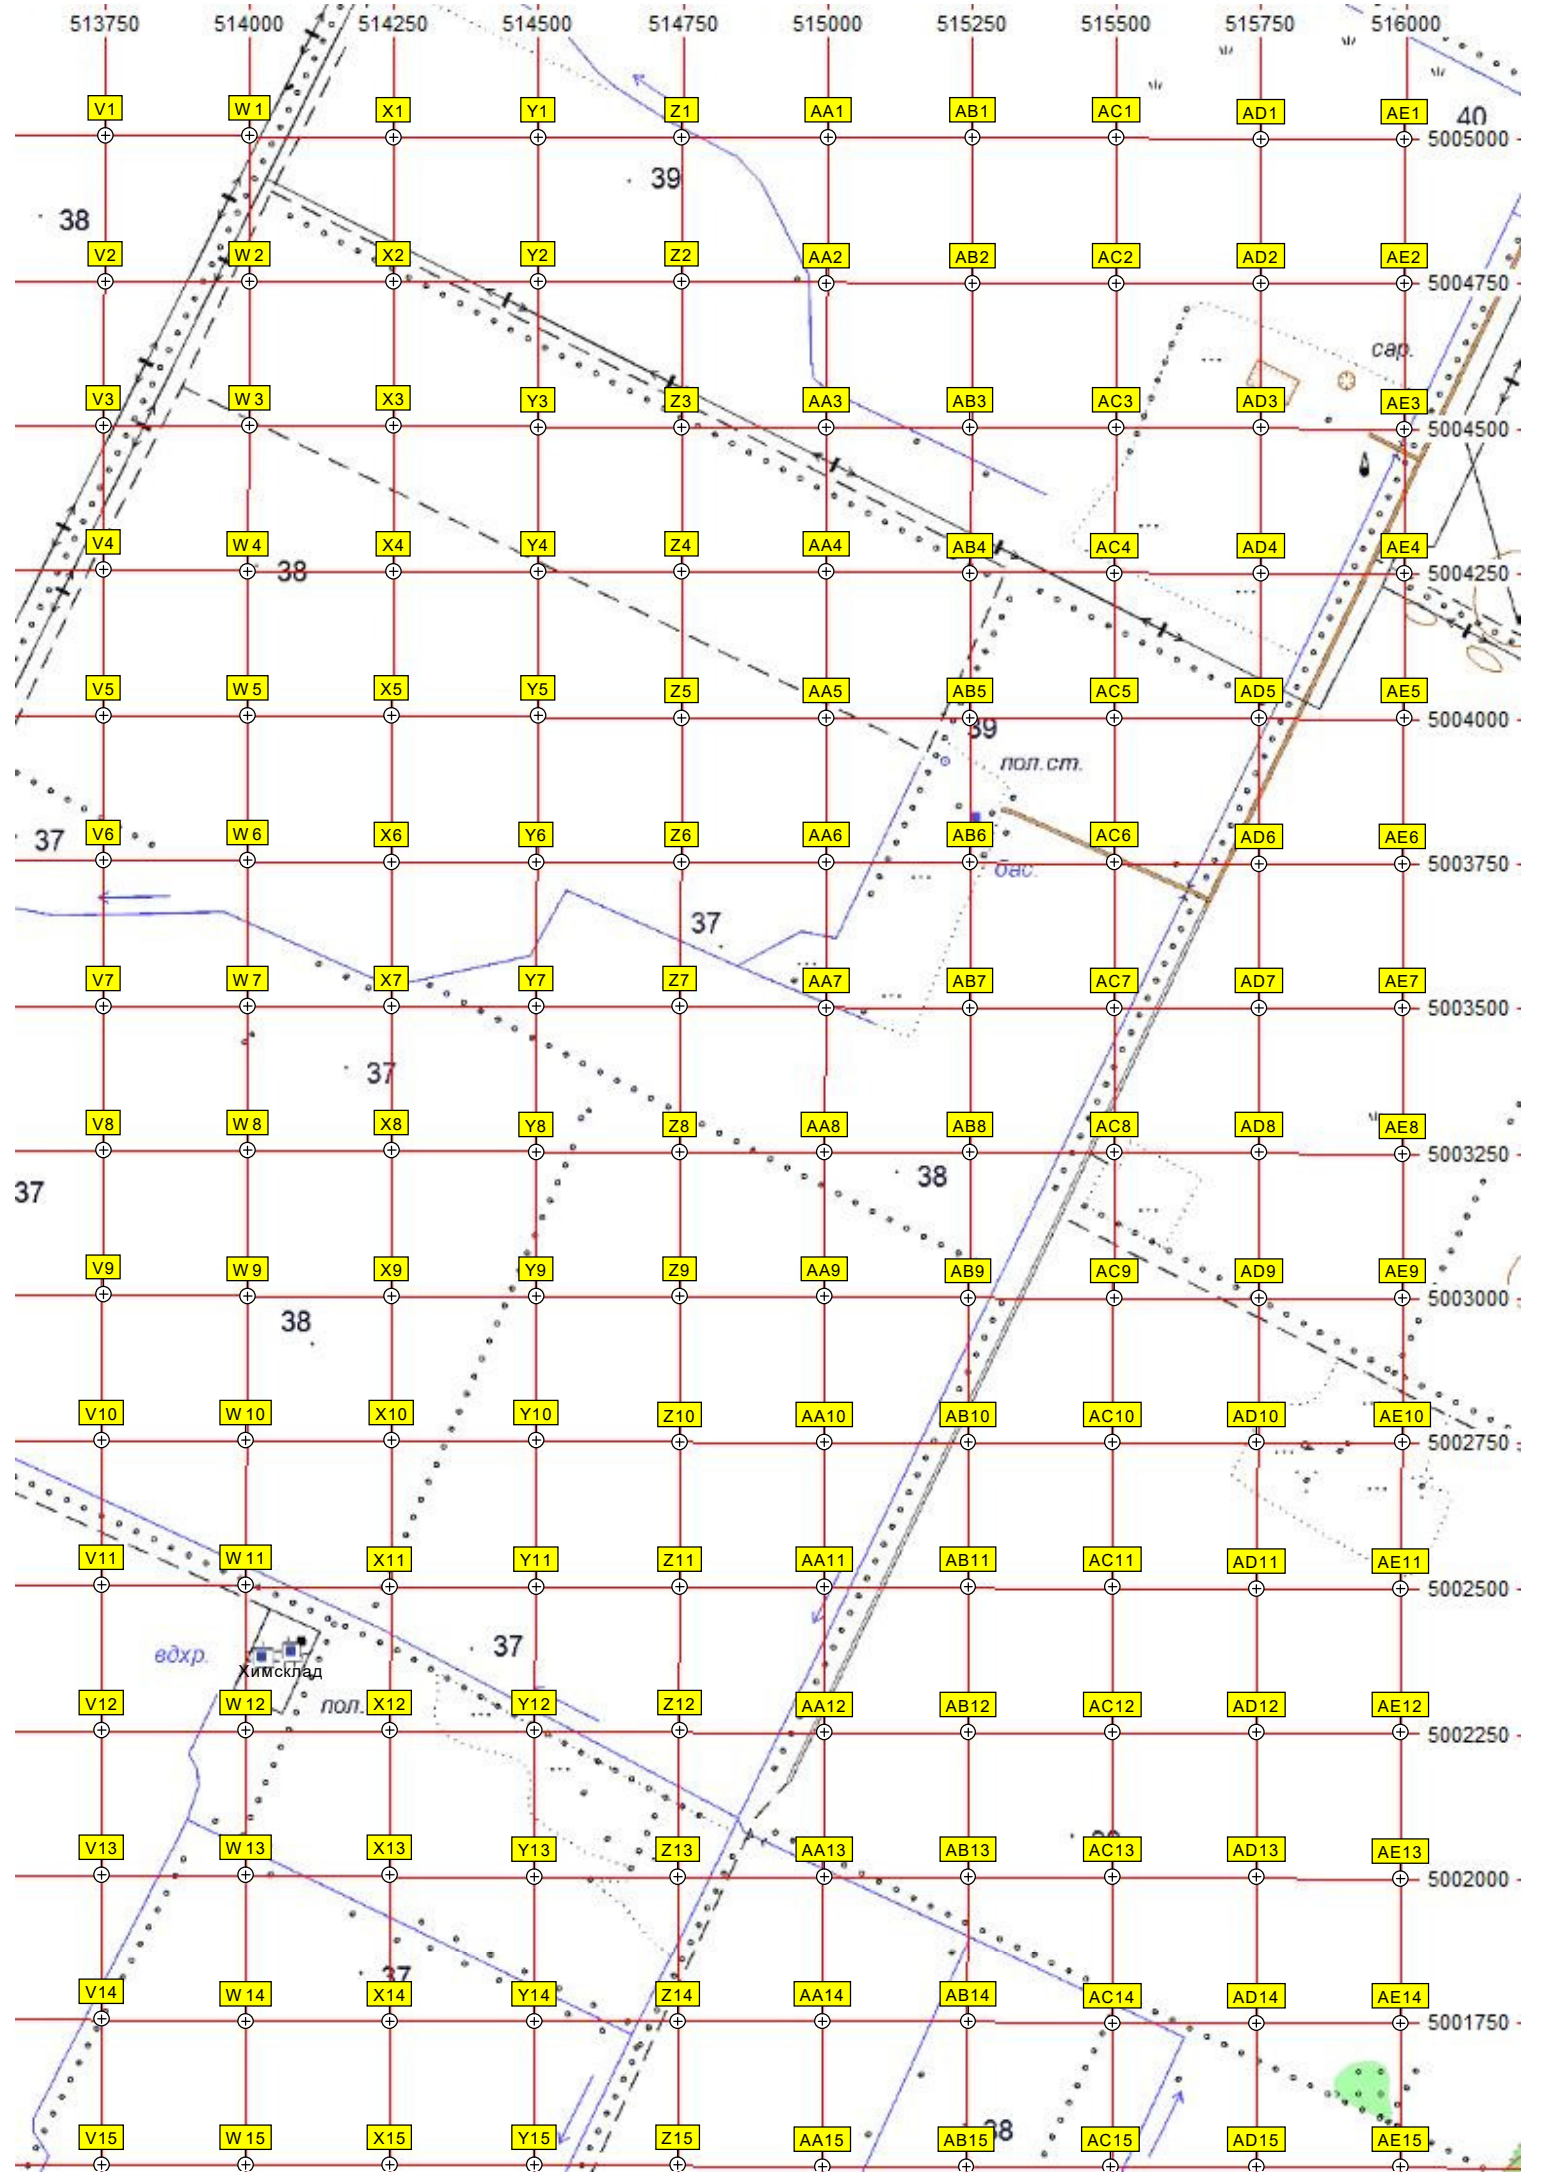 513750 514000 514250 514500 514750 515000 515250 515500 515750 516000
V1 W1 X1 Y1 Z1 AA1 AB1 AC1 AD1 AE1 40
5005000
39
38
V2 W2 X2 Y2 Z2 AA2 AB2 AC2 AD2 AE2
5004750
сар.
V3 W3 X3 Y3 Z3 AA3 AB3 AC3 AD3 AE3
5004500
V4 W4 X4 Y4 Z4 AA4 AB4 AC4 AD4 AE4
38 5004250
V5 W5 X5 Y5 Z5 AA5 AB5 AC5 AD5 AE5
5004000
39
пол.ст.
37 V6 W6 X6 Y6 Z6 AA6 AB6 AC6 AD6 AE6
5003750
бас.
37
V7 W7 X7 Y7 Z7 AA7 AB7 AC7 AD7 AE7
5003500
37
V8 W8 X8 Y8 Z8 AA8 AB8 AC8 AD8 AE8
5003250
37 38
V9 W9 X9 Y9 Z9 AA9 AB9 AC9 AD9 AE9
5003000
38
V10 W10 X10 Y10 Z10 AA10 AB10 AC10 AD10 AE10
5002750
V11 W11 X11 Y11 Z11 AA11 AB11 AC11 AD11 AE11
5002500
вдхр. 37
Химсклад
пол.
V12 W12 X12 Y12 Z12 AA12 AB12 AC12 AD12 AE12
5002250
V13 W13 X13 Y13 Z13 AA13 AB13 AC13 AD13 AE13
5002000
37
V14 W14 X14 Y14 Z14 AA14 AB14 AC14 AD14 AE14
5001750
38
V15 W15 X15 Y15 Z15 AA15 AB15 AC15 AD15 AE15